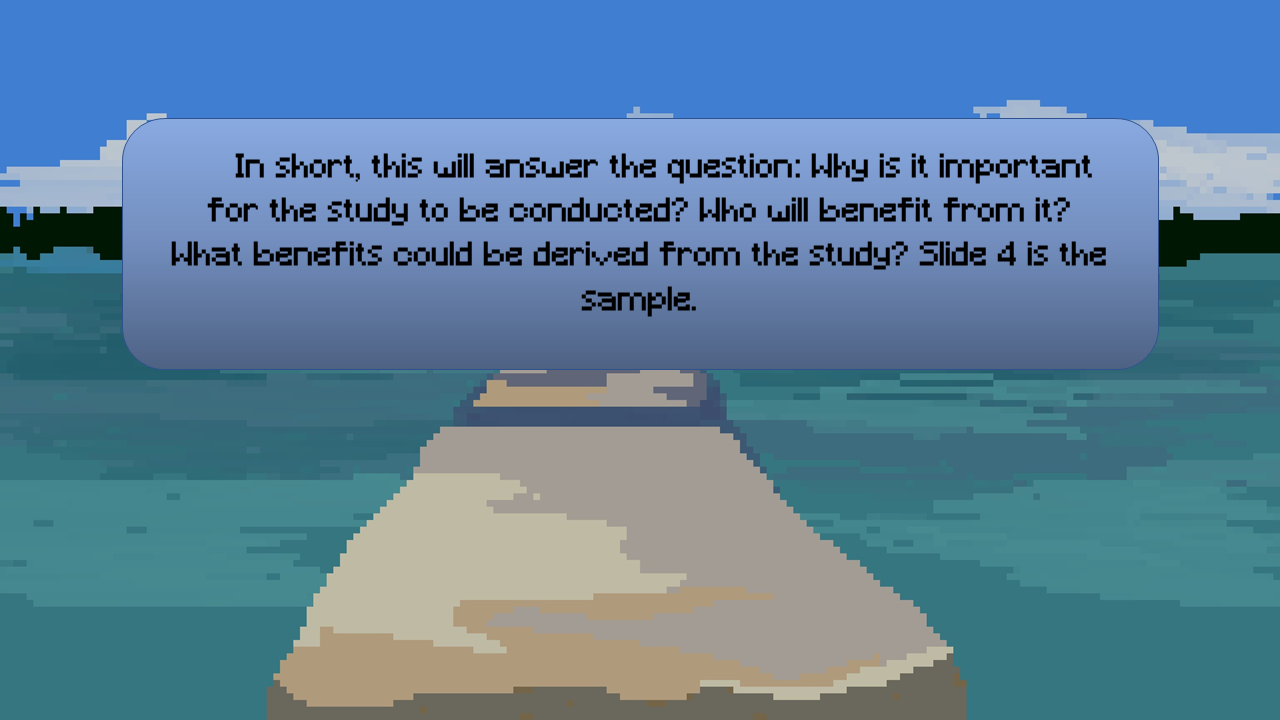 In short, this will answer the question: Why is it important
for the study to be conducted? Who will benefit from it?
What benefits could be derived from the study? Slide 4 is the
sample.